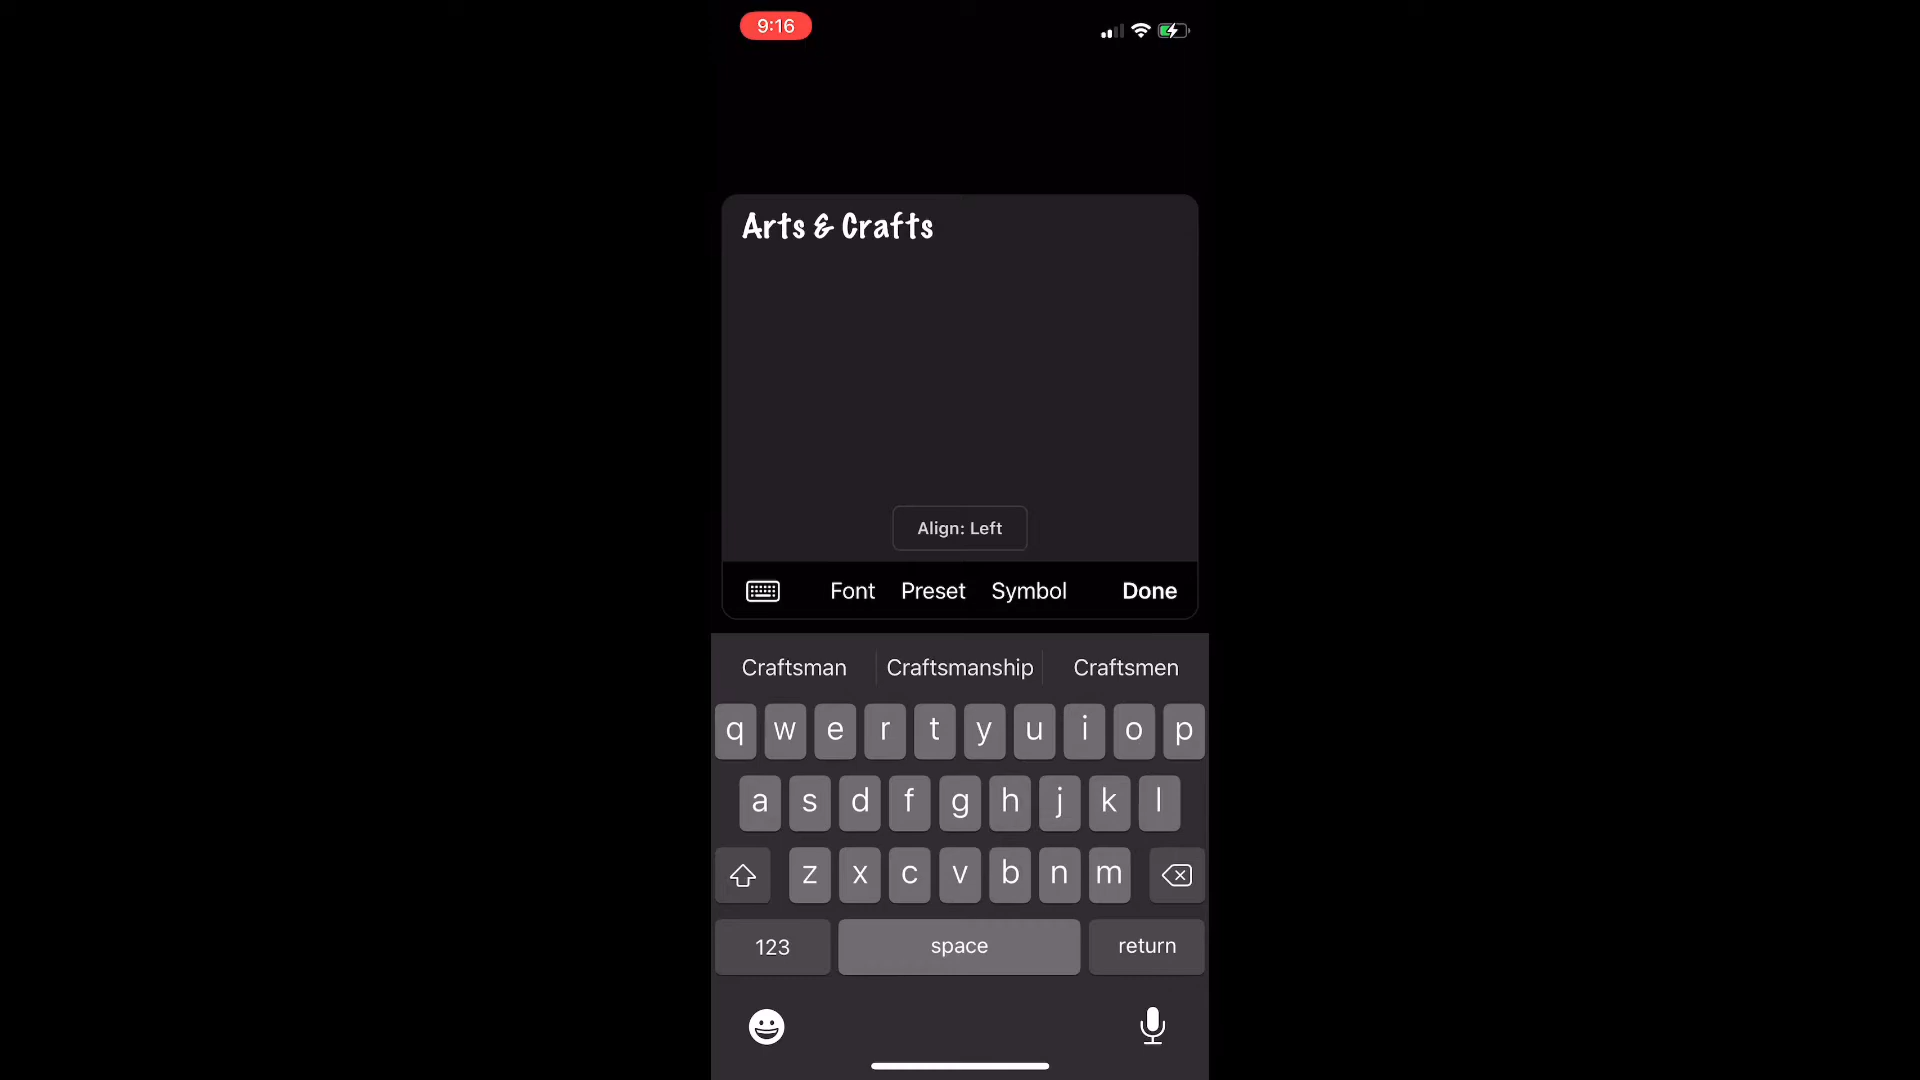 9:16
Arts & Crafts
Align: Left
Font Preset Symbol Done
Craftsman Craftsmanship Craftsmen
q w e r t y u i o p
a s d f g h j k l
z x c v b n m
123 space return